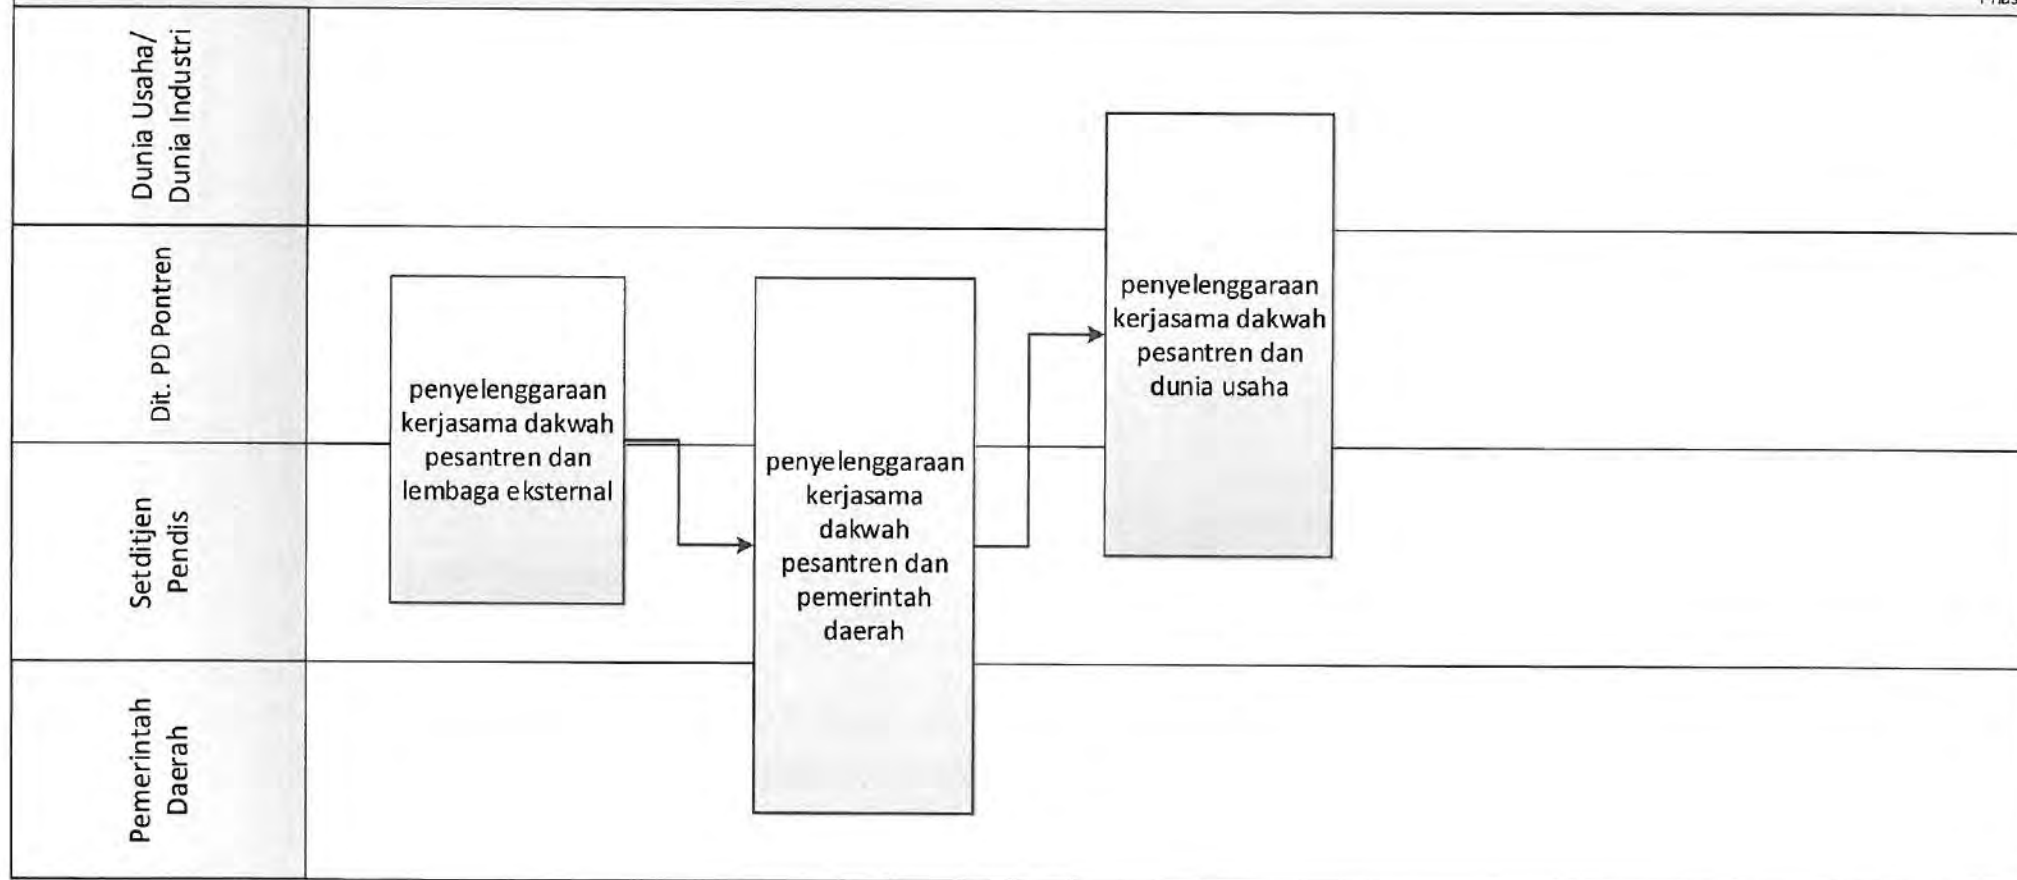 Dunia Usaha/
Dunia Industri
Dit. PD Pontren
Setditjen
Pendis
Pemerintah
Daerah
penyelenggaraan
kerjasama dakwah
pesantren dan
lembaga eksternal
penyelenggaraan
kerjasama
dakwah
pesantren dan
pemerintah
daerah
penyelenggaraan
kerjasama dakwah
pesantren dan
dunia usaha